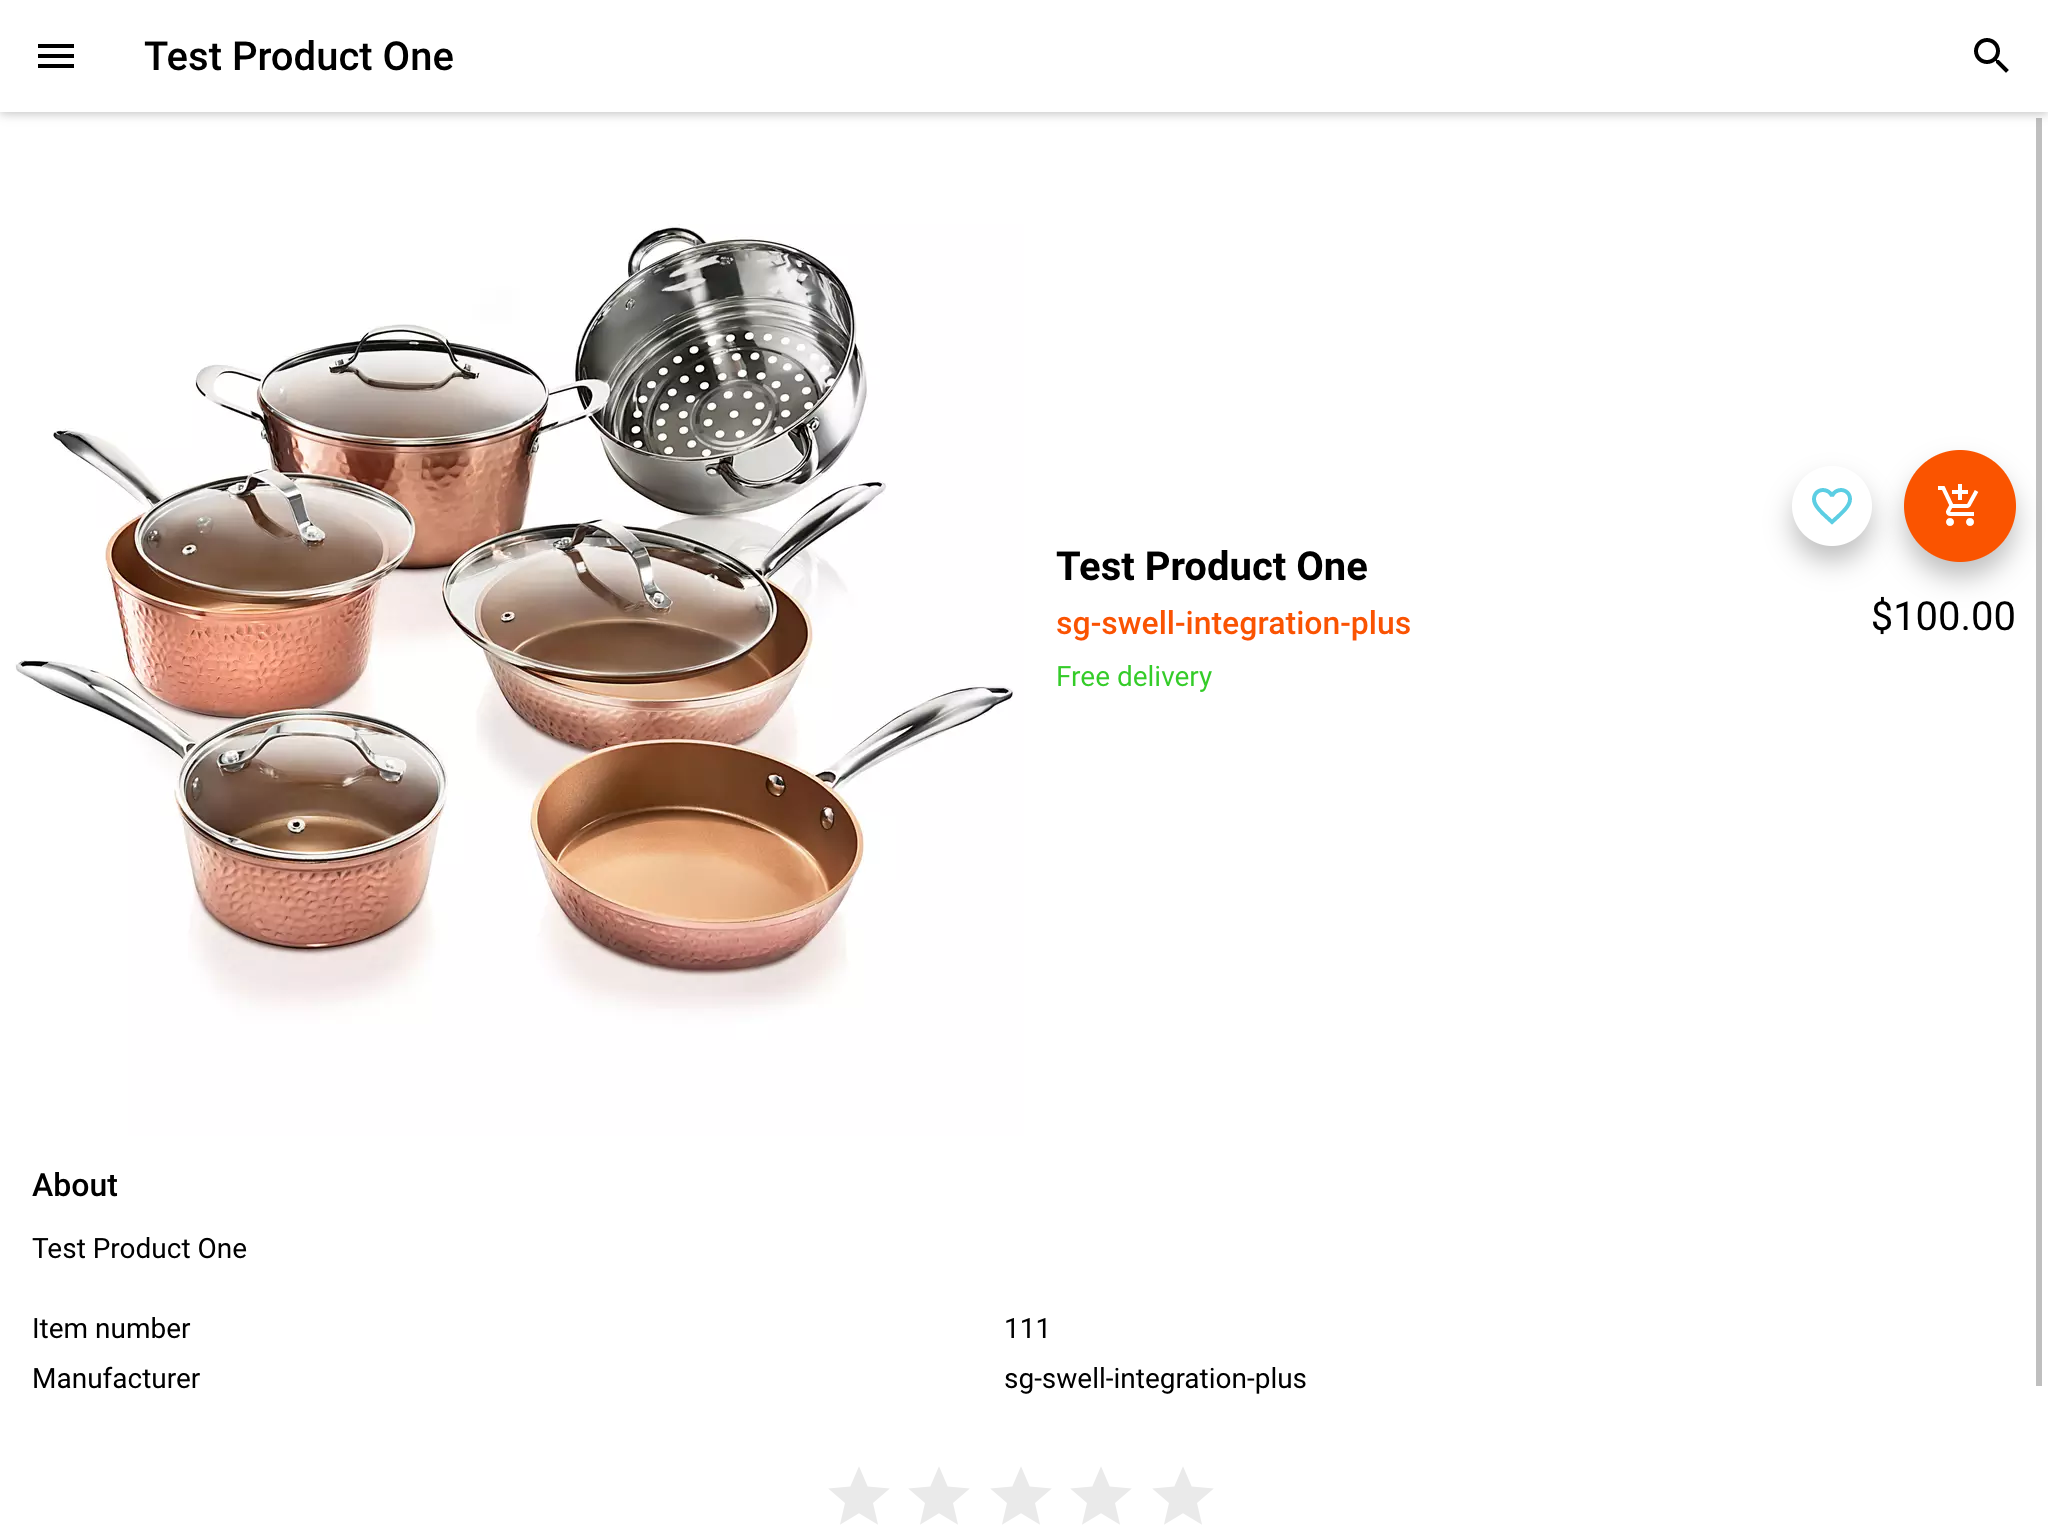 Test Product One
Test Product One
sg-swell-integration-plus
$100.00
Free delivery
About
Test Product One
Item number 111
Manufacturer sg-swell-integration-plus